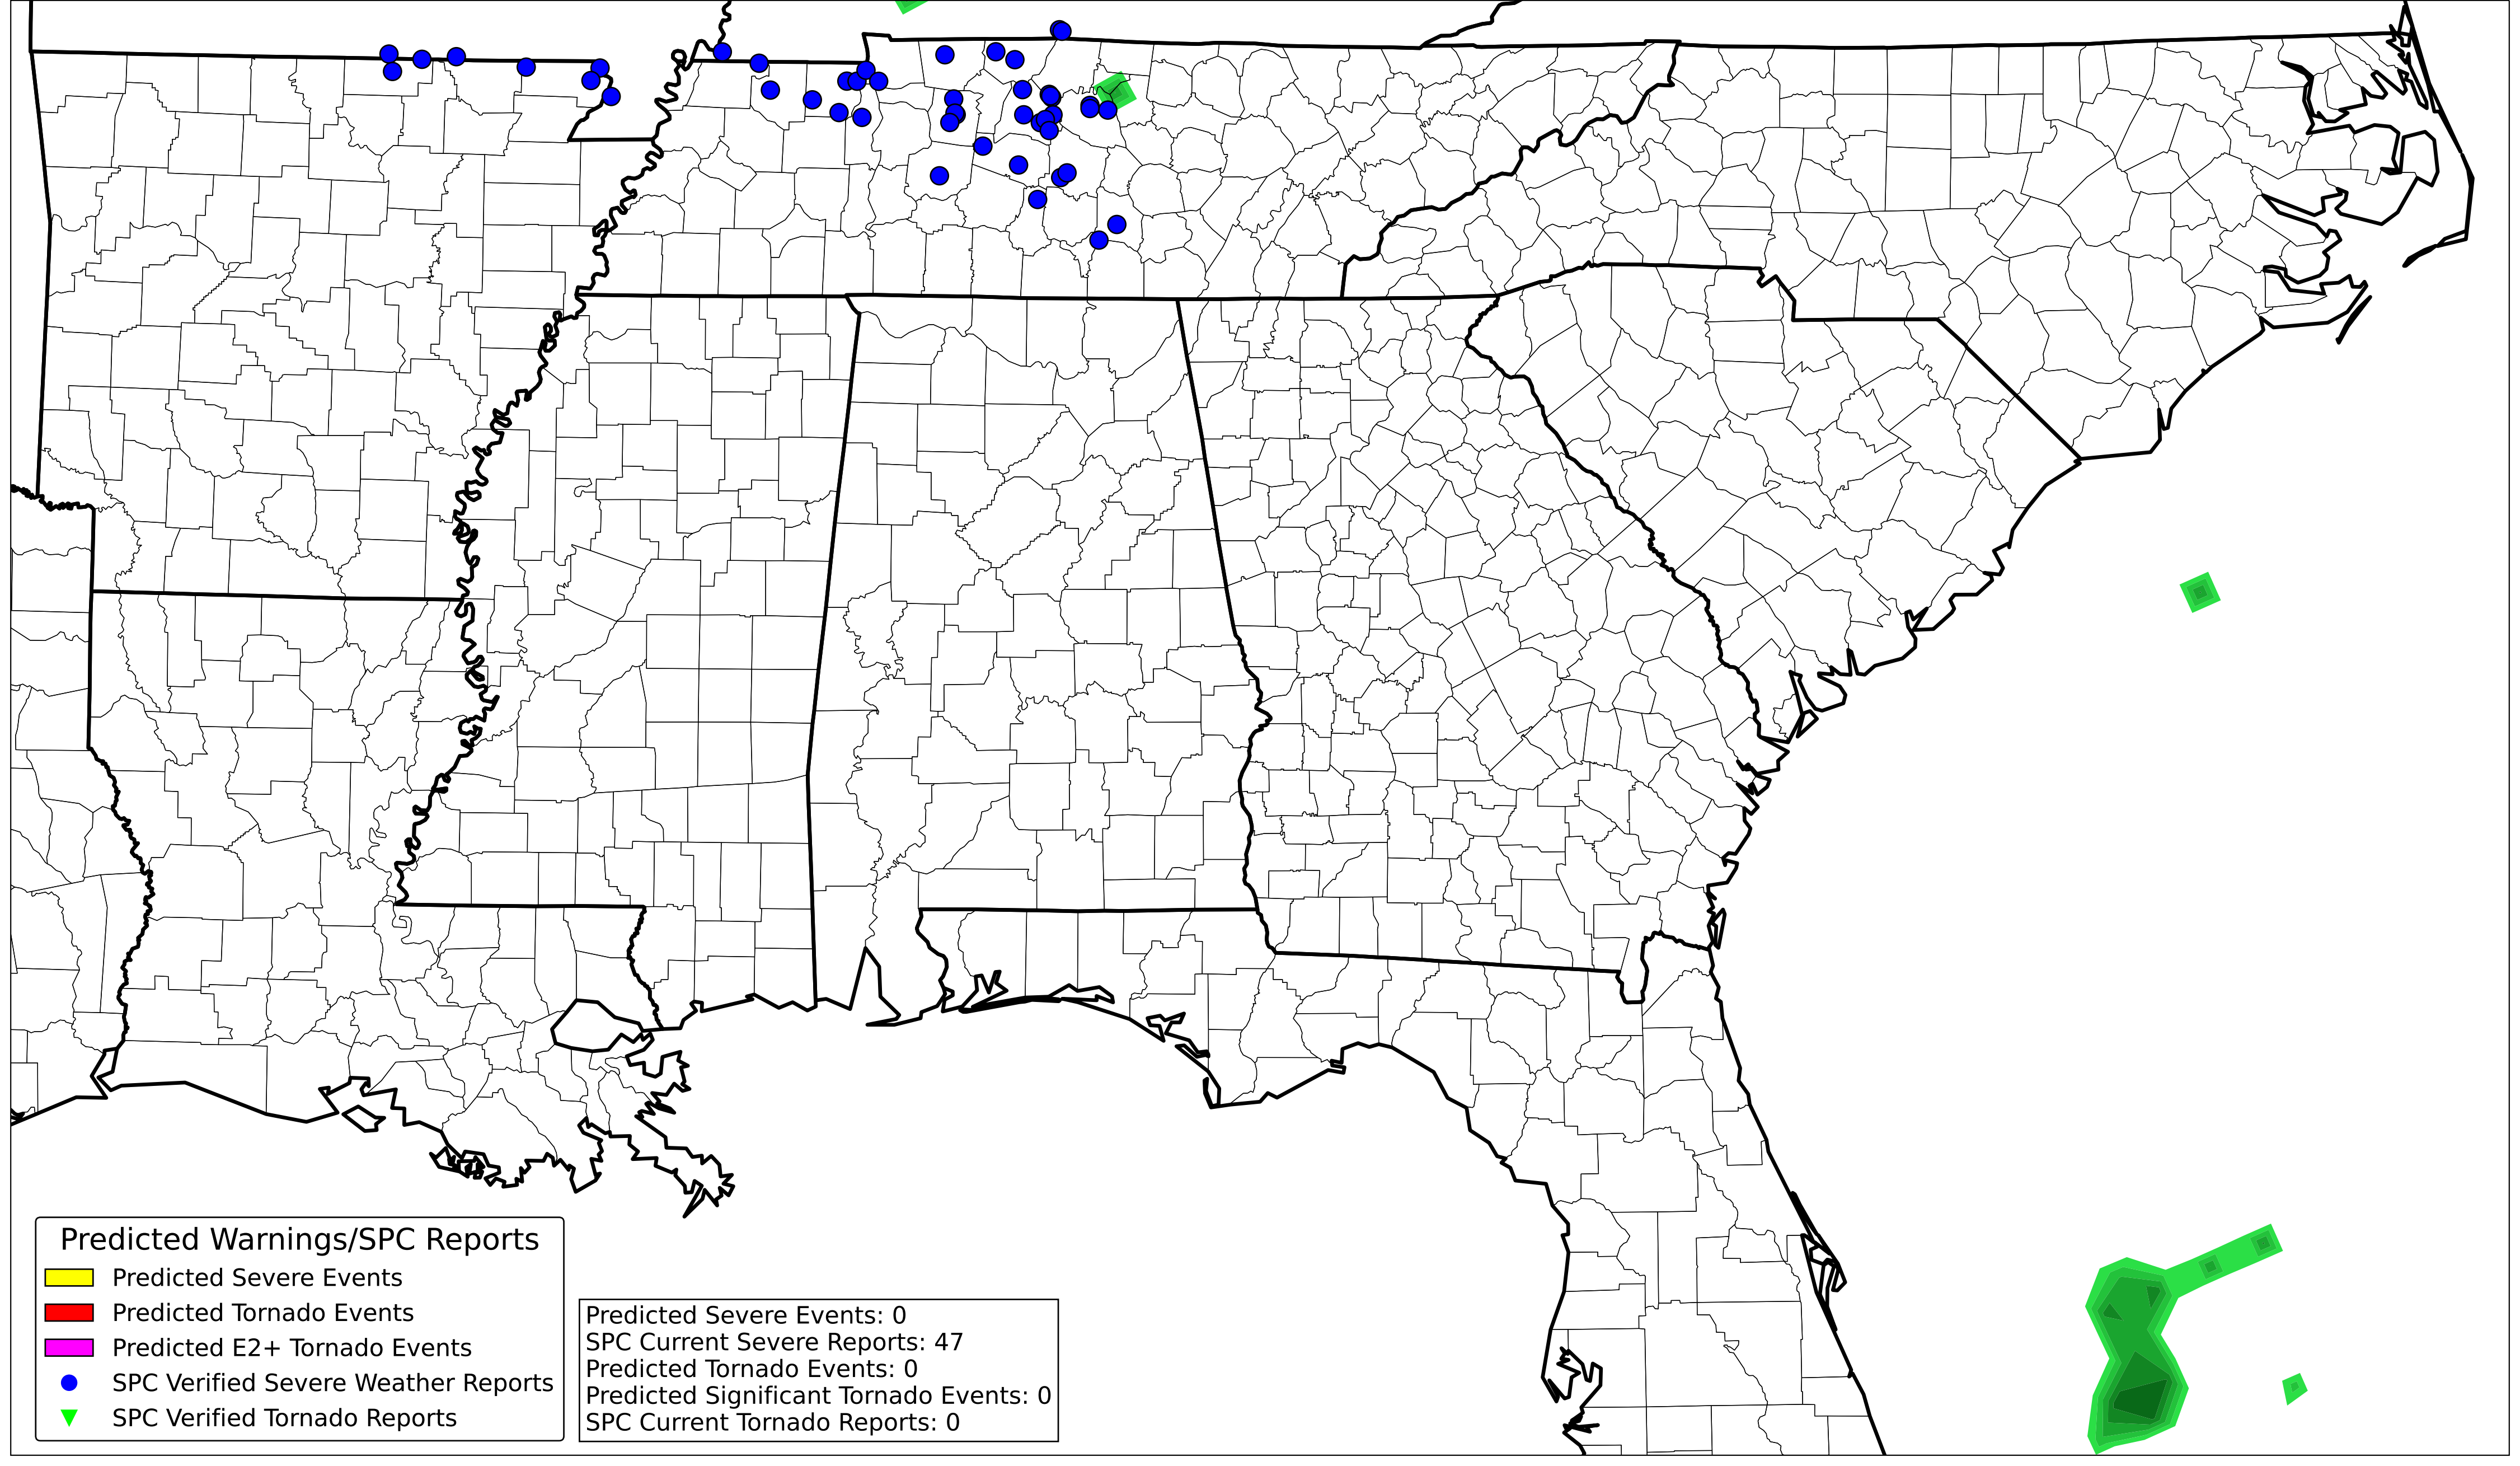 Predicted Warnings/SPC Reports
Predicted Severe Events
Predicted Tornado Events
Predicted E2+ Tornado Events
SPC Verified Severe Weather Reports
SPC Verified Tornado Reports
Predicted Severe Events: 0
SPC Current Severe Reports: 47
Predicted Tornado Events: 0
Predicted Significant Tornado Events: 0
SPC Current Tornado Reports: 0